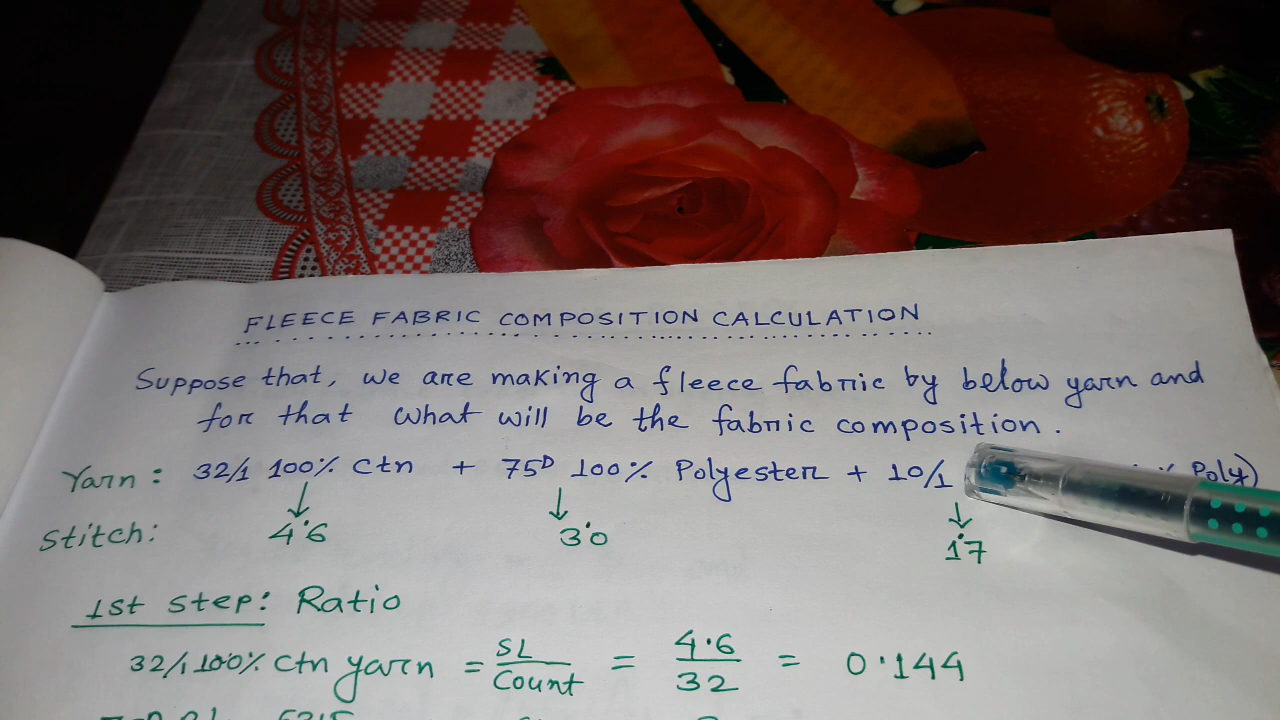 FLEECE FABRIC COMPOSITION CALCULATION
Suppose that, we are making a fleece fabric by below yarn and
for that what will be the fabric composition.
Yarn: 32/1 100% Ctn + 75D 100% Polyester + 10/1 % Poly)
Stitch: 4.6 3.0 1.7
1st step: Ratio
32/1 100% Ctn yarn = SL/Count = 4.6/32 = 0.144